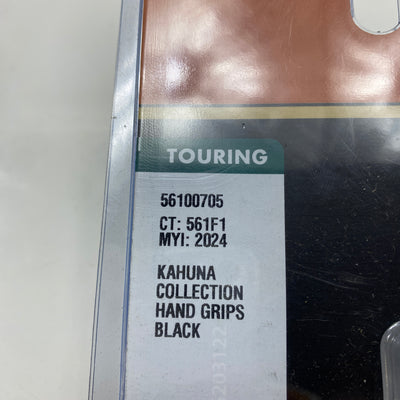 TOURING
56100705
CT: 561F1
MYI: 2024
KAHUNA
COLLECTION
HAND GRIPS
BLACK